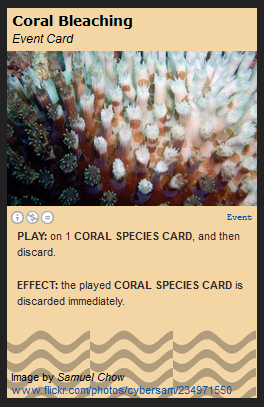 Coral Bleaching
Event Card
Event
PLAY: on 1 CORAL SPECIES CARD, and then
discard.
EFFECT: the played CORAL SPECIES CARD is
discarded immediately.
Image by Samuel Chow
www.flickr.com/photos/cybersam/234971550